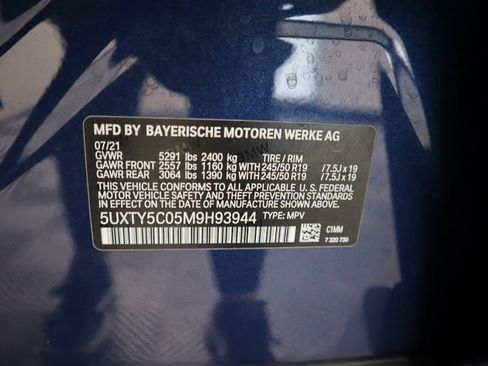 MFD BY BAYERISCHE MOTOREN WERKE AG
07/21
GVWR 5291 lbs 2400 kg TIRE / RIM
GAWR FRONT 2557 lbs 1160 kg WITH 245/50 R19 / 7.5J x 19
GAWR REAR 3064 lbs 1390 kg WITH 245/50 R19 / 7.5J x 19
THIS VEHICLE CONFORMS TO ALL APPLICABLE U. S. FEDERAL
MOTOR VEHICLE SAFETY BUMPER AND THEFT PREVENTION
STANDARDS IN EFFECT ON THE DATE OF MANUFACTURE
SHOWN ABOVE.
5UXTY5C05M9H93944 TYPE: MPV
C1MM
7 320 730